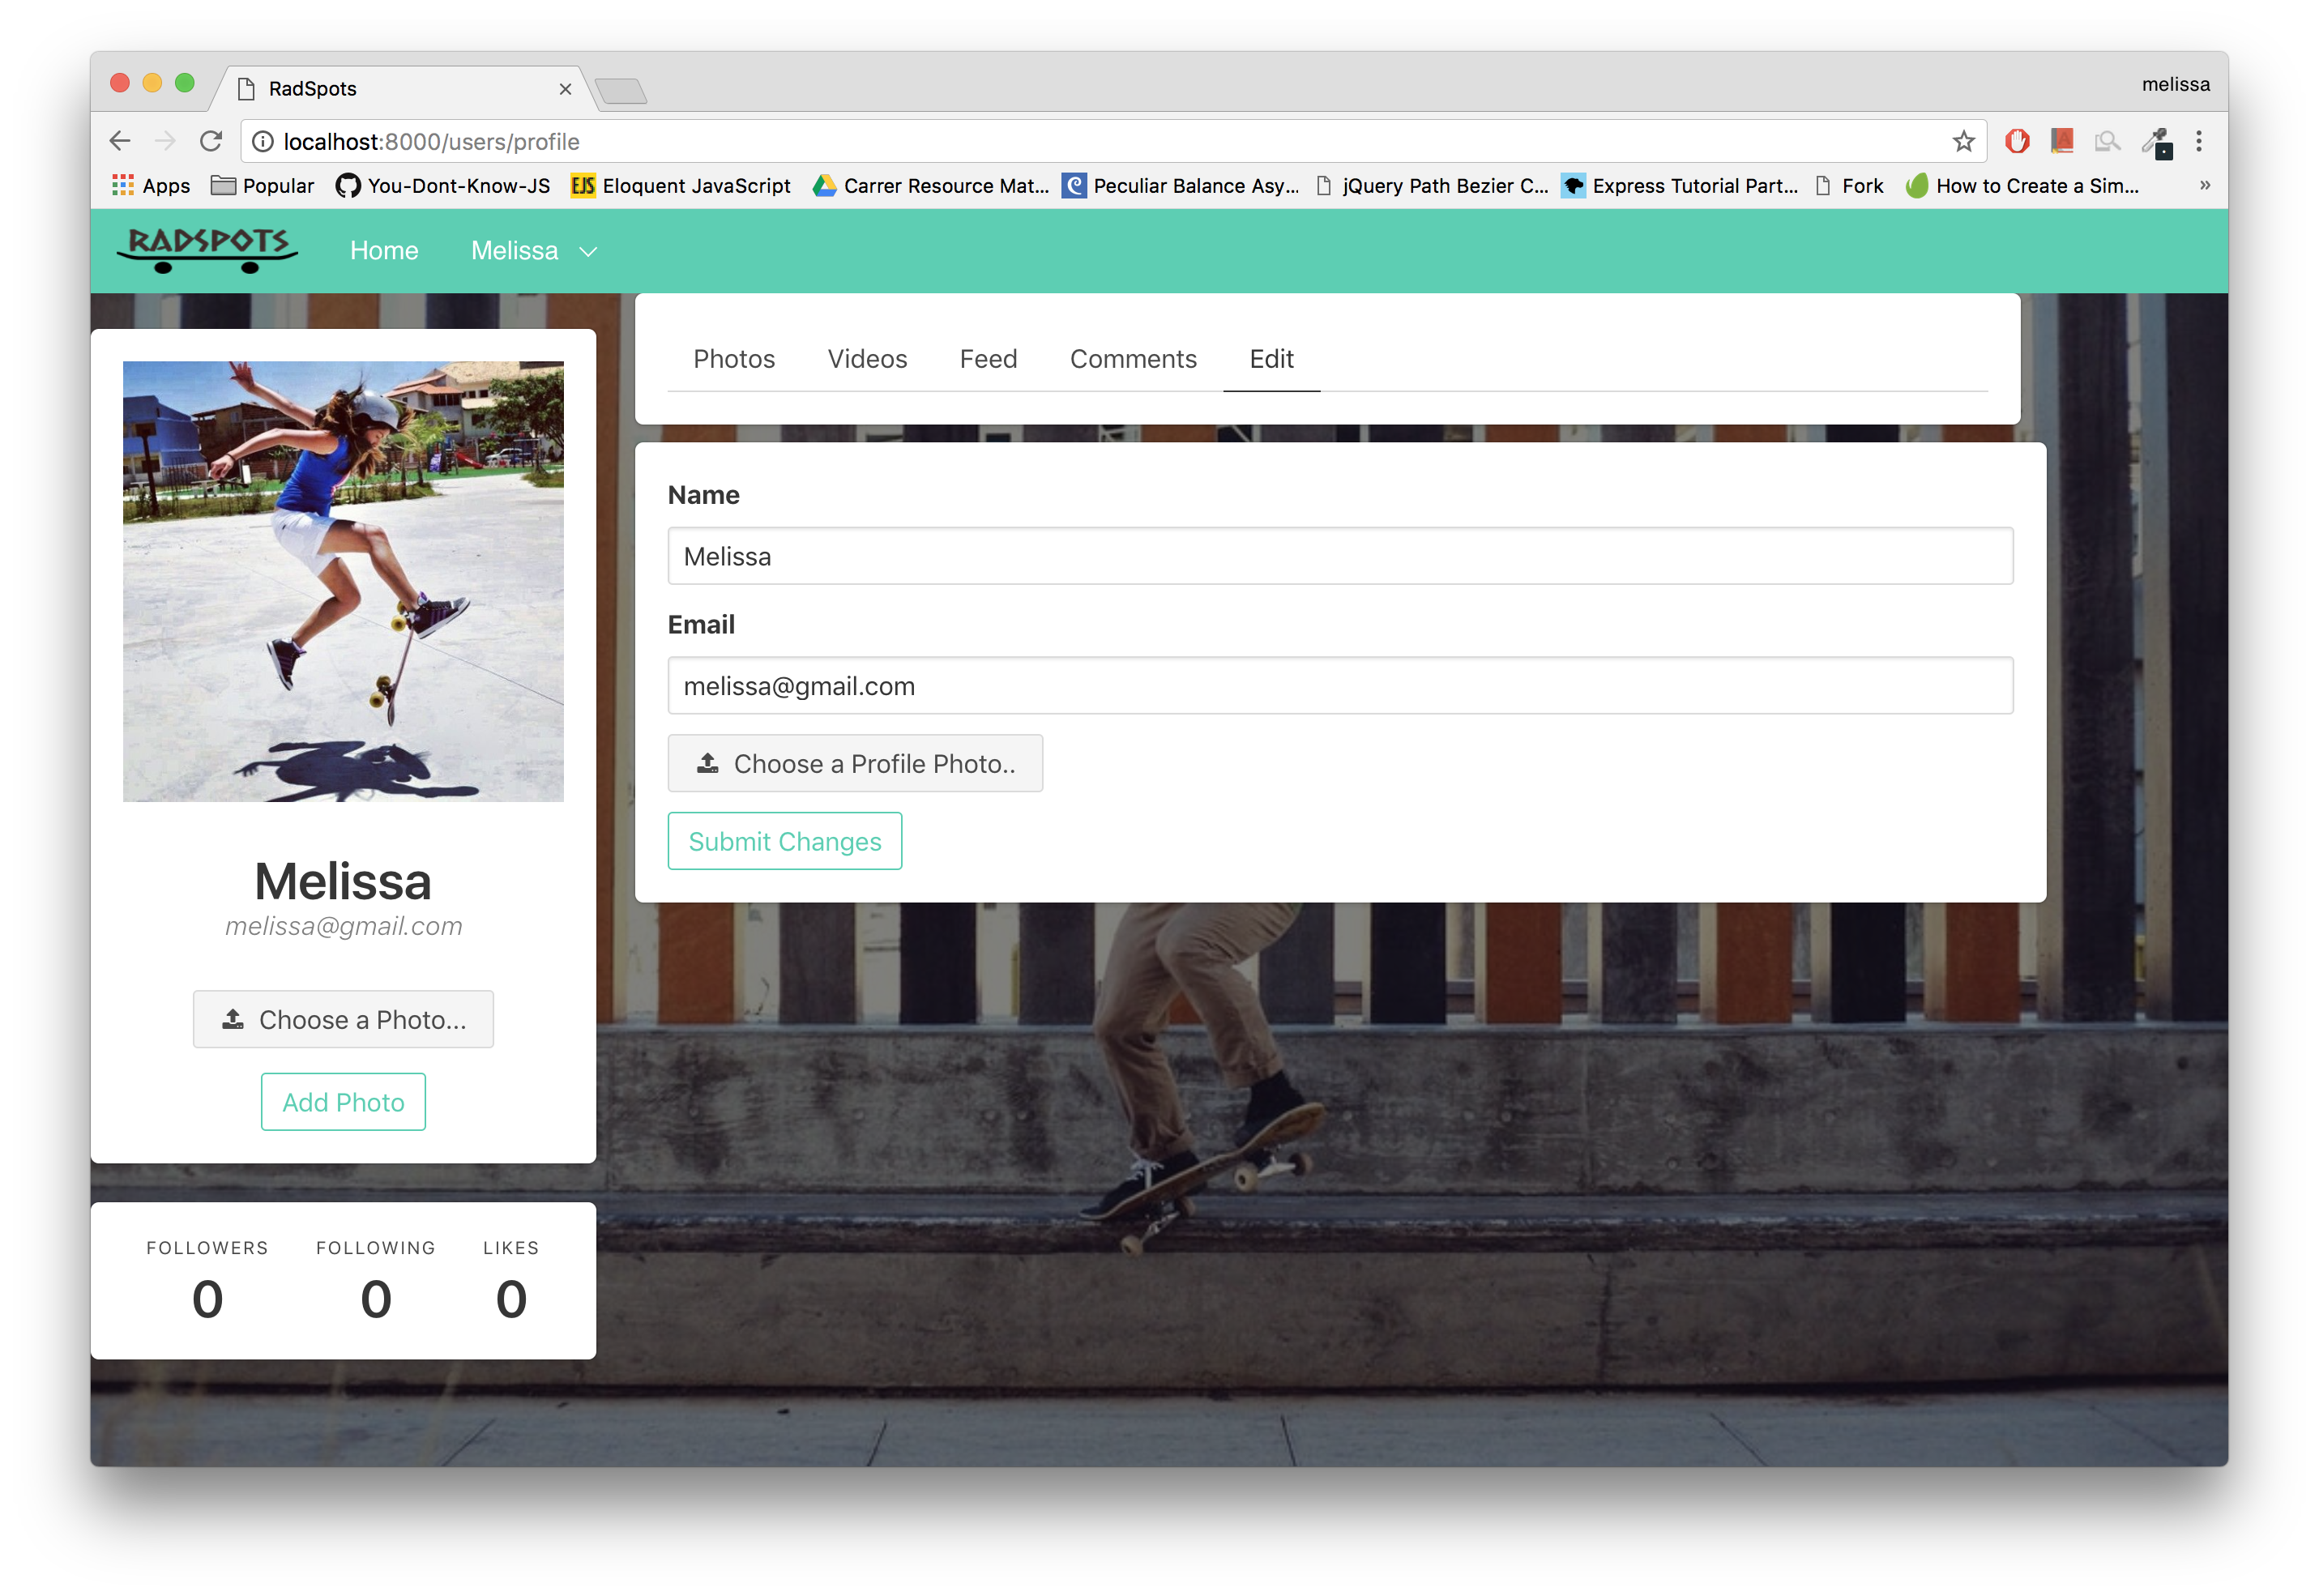 RadSpots
melissa
localhost:8000/users/profile
Apps Popular You-Dont-Know-JS EJS Eloquent JavaScript Carrer Resource Mat... Peculiar Balance Asy... jQuery Path Bezier C... Express Tutorial Part... Fork How to Create a Sim... »
RADSPOTS Home Melissa
Photos Videos Feed Comments Edit
Name
Melissa
Email
melissa@gmail.com
Choose a Profile Photo..
Submit Changes
Melissa
melissa@gmail.com
Choose a Photo...
Add Photo
FOLLOWERS FOLLOWING LIKES
0 0 0